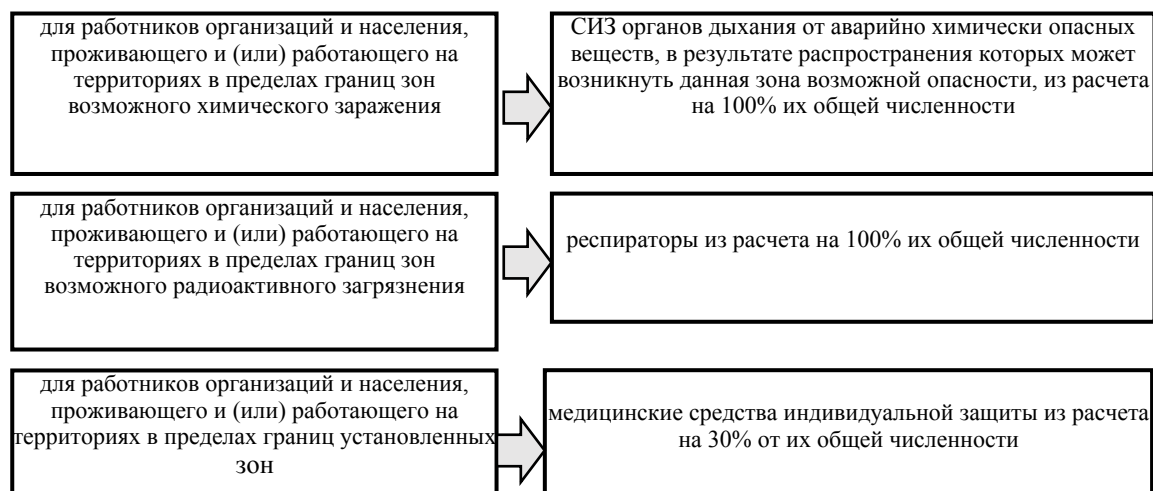 для работников организаций и населения,
проживающего и (или) работающего на
территориях в пределах границ зон
возможного химического заражения
СИЗ органов дыхания от аварийно химически опасных
веществ, в результате распространения которых может
возникнуть данная зона возможной опасности, из расчета
на 100% их общей численности
для работников организаций и населения,
проживающего и (или) работающего на
территориях в пределах границ зон
возможного радиоактивного загрязнения
респираторы из расчета на 100% их общей численности
для работников организаций и населения,
проживающего и (или) работающего на
территориях в пределах границ установленных
зон
медицинские средства индивидуальной защиты из расчета
на 30% от их общей численности